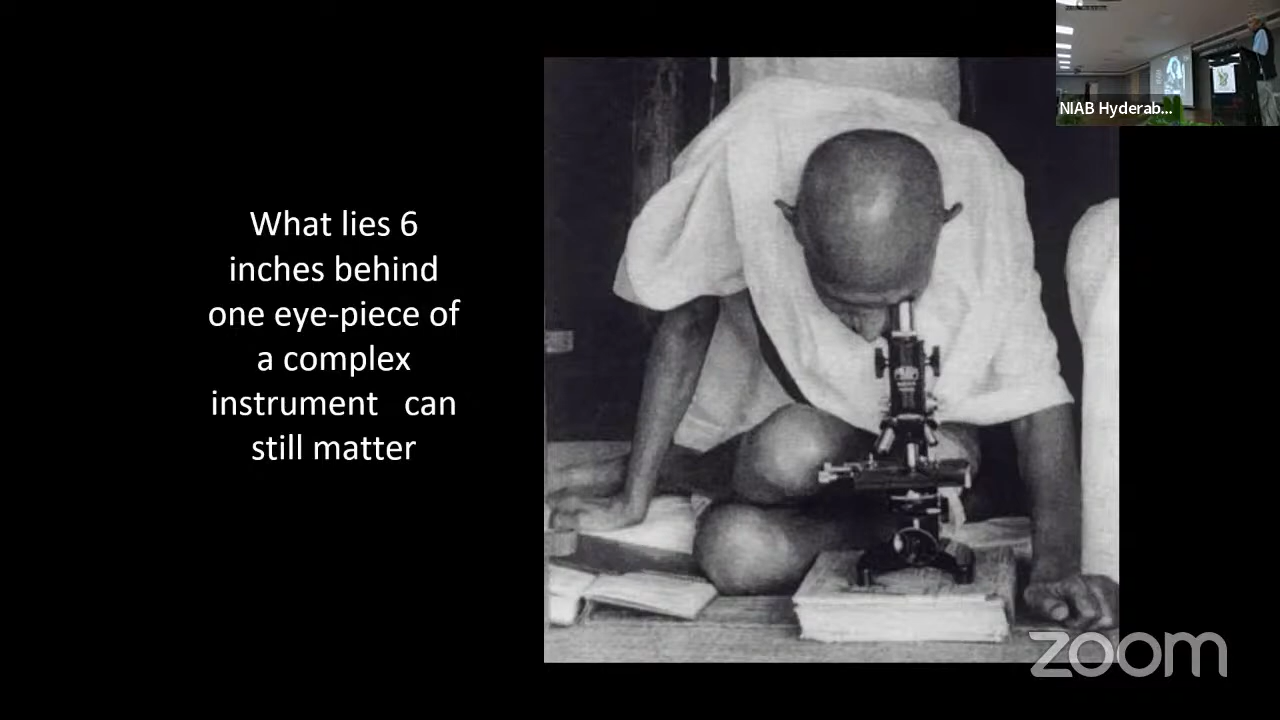 What lies 6
inches behind
one eye-piece of
a complex
instrument can
still matter
NIAB Hyderab...
zoom